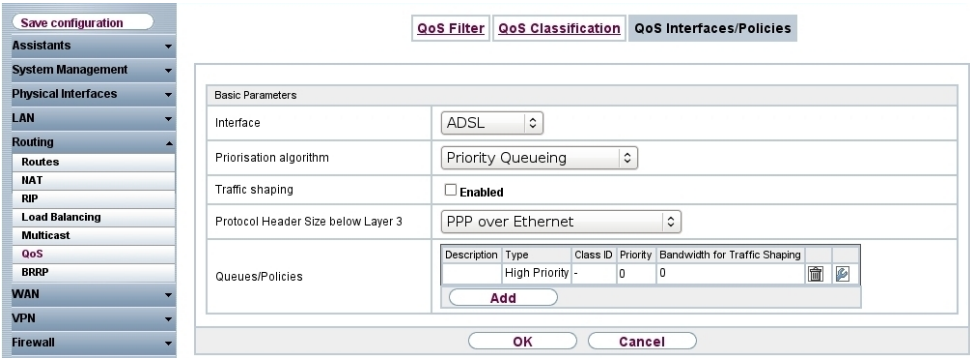 Save configuration
Assistants
System Management
Physical Interfaces
LAN
Routing
Routes
NAT
RIP
Load Balancing
Multicast
QoS
BRRP
WAN
VPN
Firewall
QoS Filter QoS Classification QoS Interfaces/Policies
Basic Parameters
Interface ADSL
Priorisation algorithm Priority Queueing
Traffic shaping Enabled
Protocol Header Size below Layer 3 PPP over Ethernet
Queues/Policies
Description Type Class ID Priority Bandwidth for Traffic Shaping
High Priority - 0 0
Add
OK Cancel